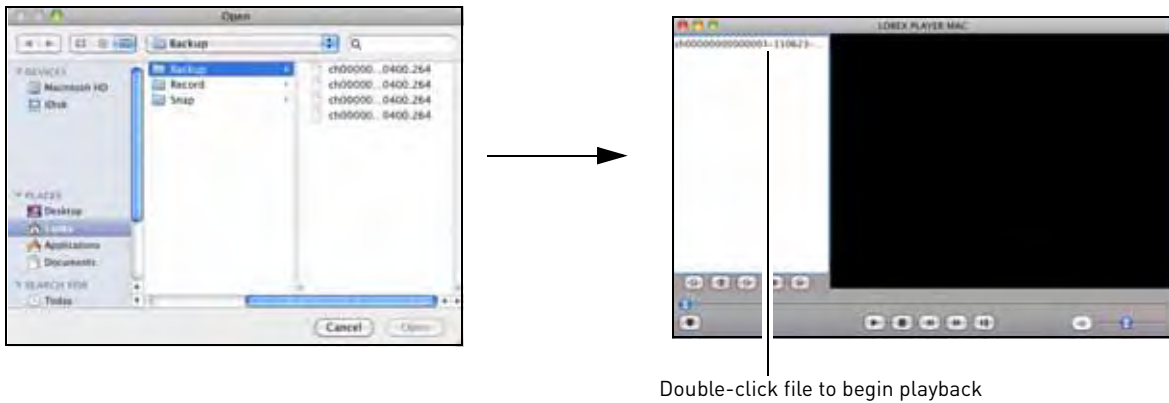 Open
Backup
DEVICES
Macintosh HD
iDisk
PLACES
Desktop
Applications
Documents
SEARCH FOR
Today
Backup
Record
Snap
ch00000...0400.264
ch00000...0400.264
ch00000...0400.264
ch00000...0400.264
Cancel
Open
LOREX PLAYER MAC
Double-click file to begin playback